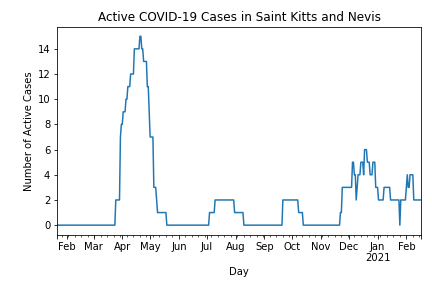 Active COVID-19 Cases in Saint Kitts and Nevis
Number of Active Cases
14
12
10
8
6
4
2
0
Feb Mar Apr May Jun Jul Aug Sep Oct Nov Dec Jan Feb
2021
Day